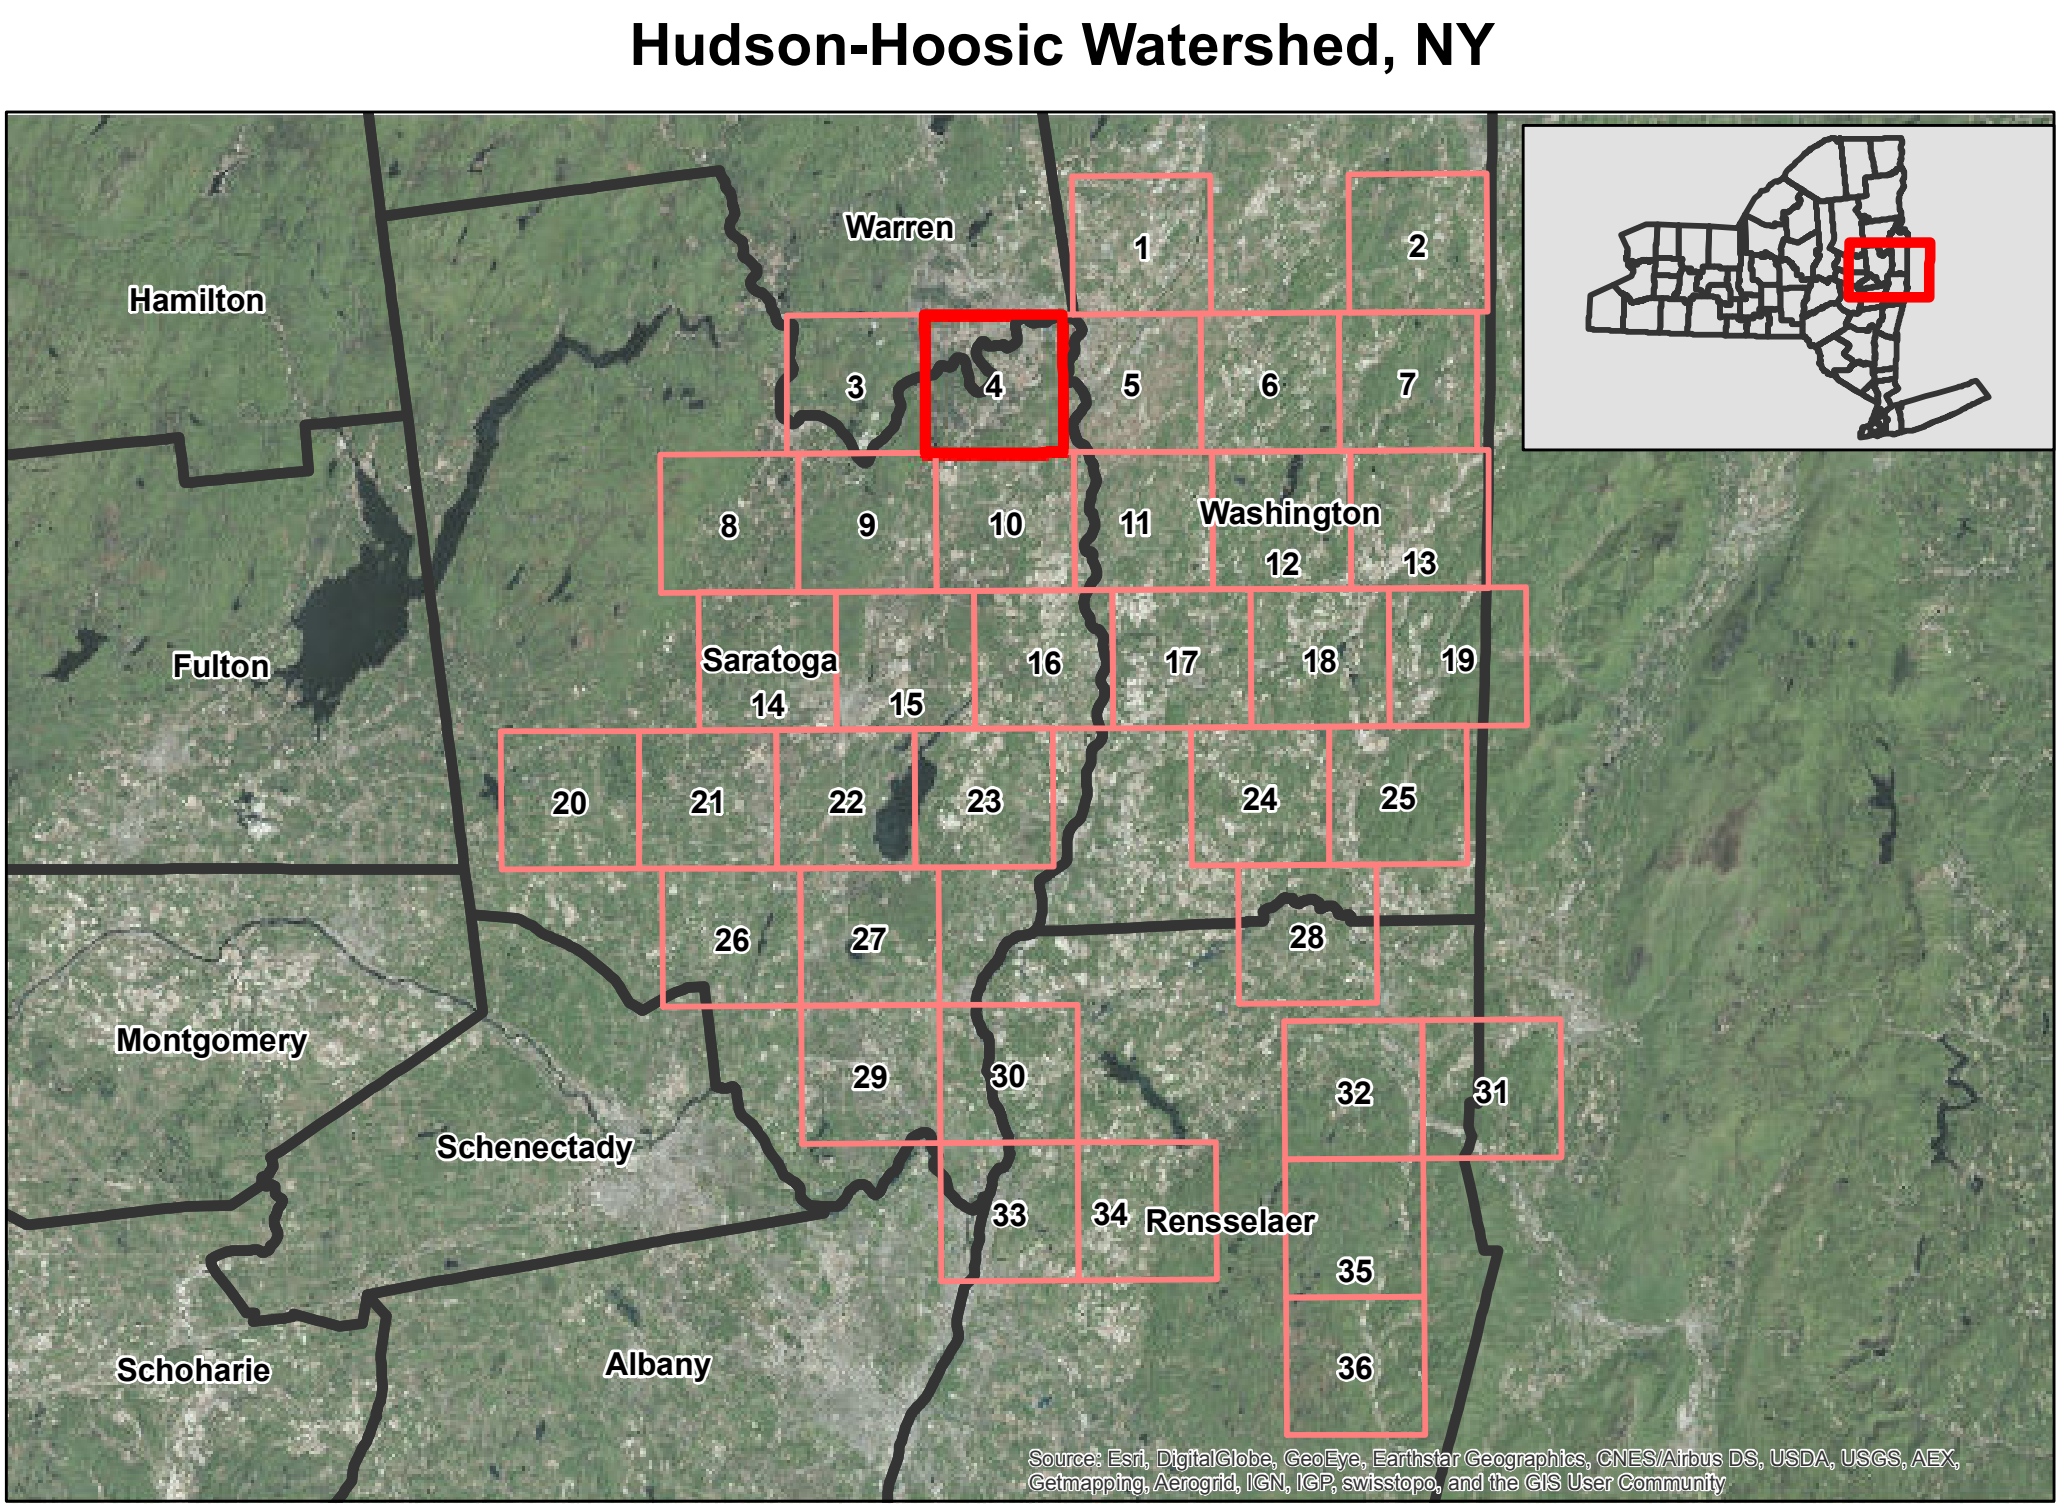 Hudson-Hoosic Watershed, NY
Warren
1
2
Hamilton
3
4
5
6
7
8
9
10
11
Washington
12
13
Fulton
Saratoga
14
15
16
17
18
19
20
21
22
23
24
25
26
27
28
Montgomery
29
30
32
31
Schenectady
33
34
Rensselaer
35
Schoharie
Albany
36
Source: Esri, DigitalGlobe, GeoEye, Earthstar Geographics, CNES/Airbus DS, USDA, USGS, AEX,
Getmapping, Aerogrid, IGN, IGP, swisstopo, and the GIS User Community